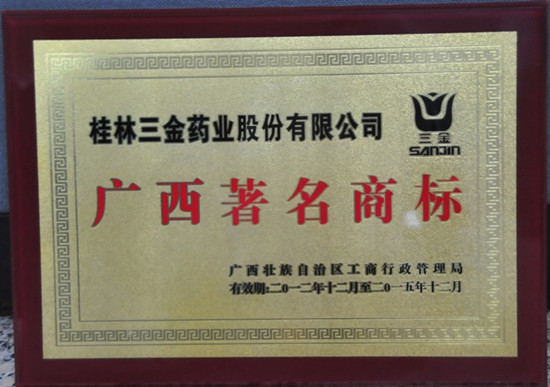 桂林三金药业股份有限公司
三金
SANJIN
广西著名商标
广西壮族自治区工商行政管理局
有效期:二〇一二年十二月至二〇一五年十二月